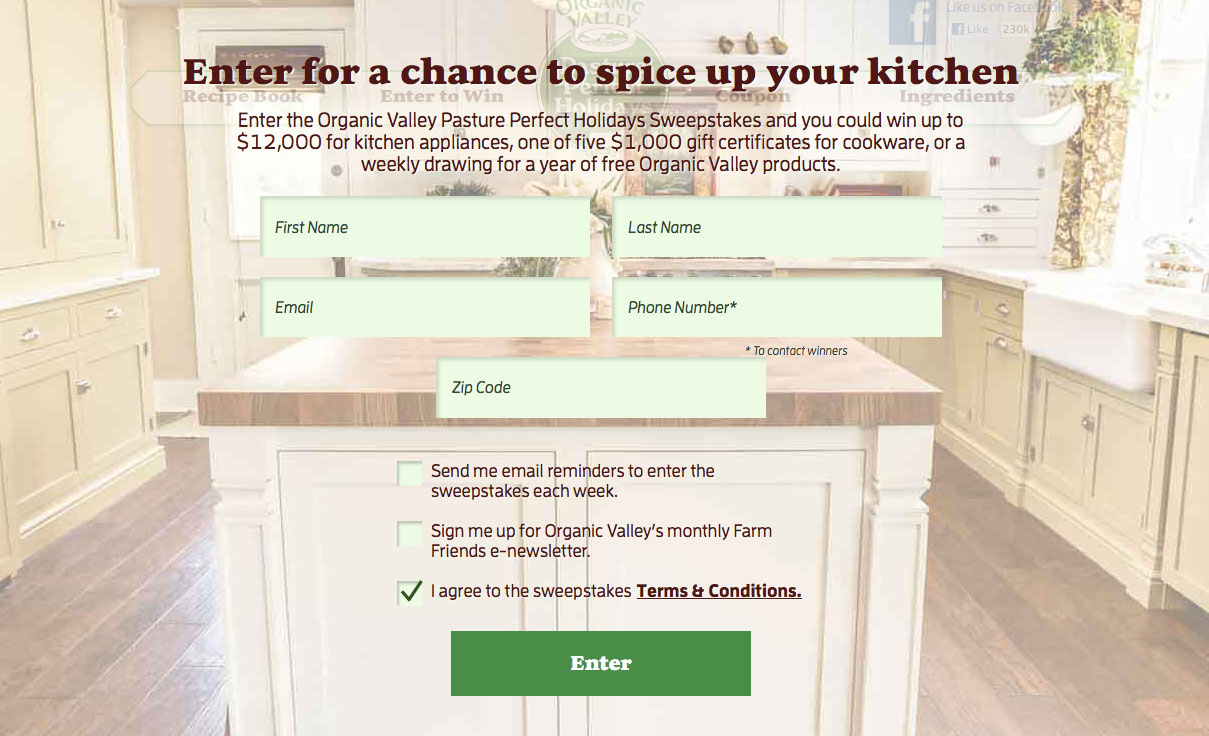 ORGANIC
VALLEY
Like us on Facebook
Like 230k
Enter for a chance to spice up your kitchen
Recipe Book Enter to Win Pasture Perfect Holidays Coupon Ingredients
Enter the Organic Valley Pasture Perfect Holidays Sweepstakes and you could win up to
$12,000 for kitchen appliances, one of five $1,000 gift certificates for cookware, or a
weekly drawing for a year of free Organic Valley products.
First Name Last Name
Email Phone Number*
* To contact winners
Zip Code
Send me email reminders to enter the
sweepstakes each week.
Sign me up for Organic Valley's monthly Farm
Friends e-newsletter.
I agree to the sweepstakes Terms & Conditions.
Enter